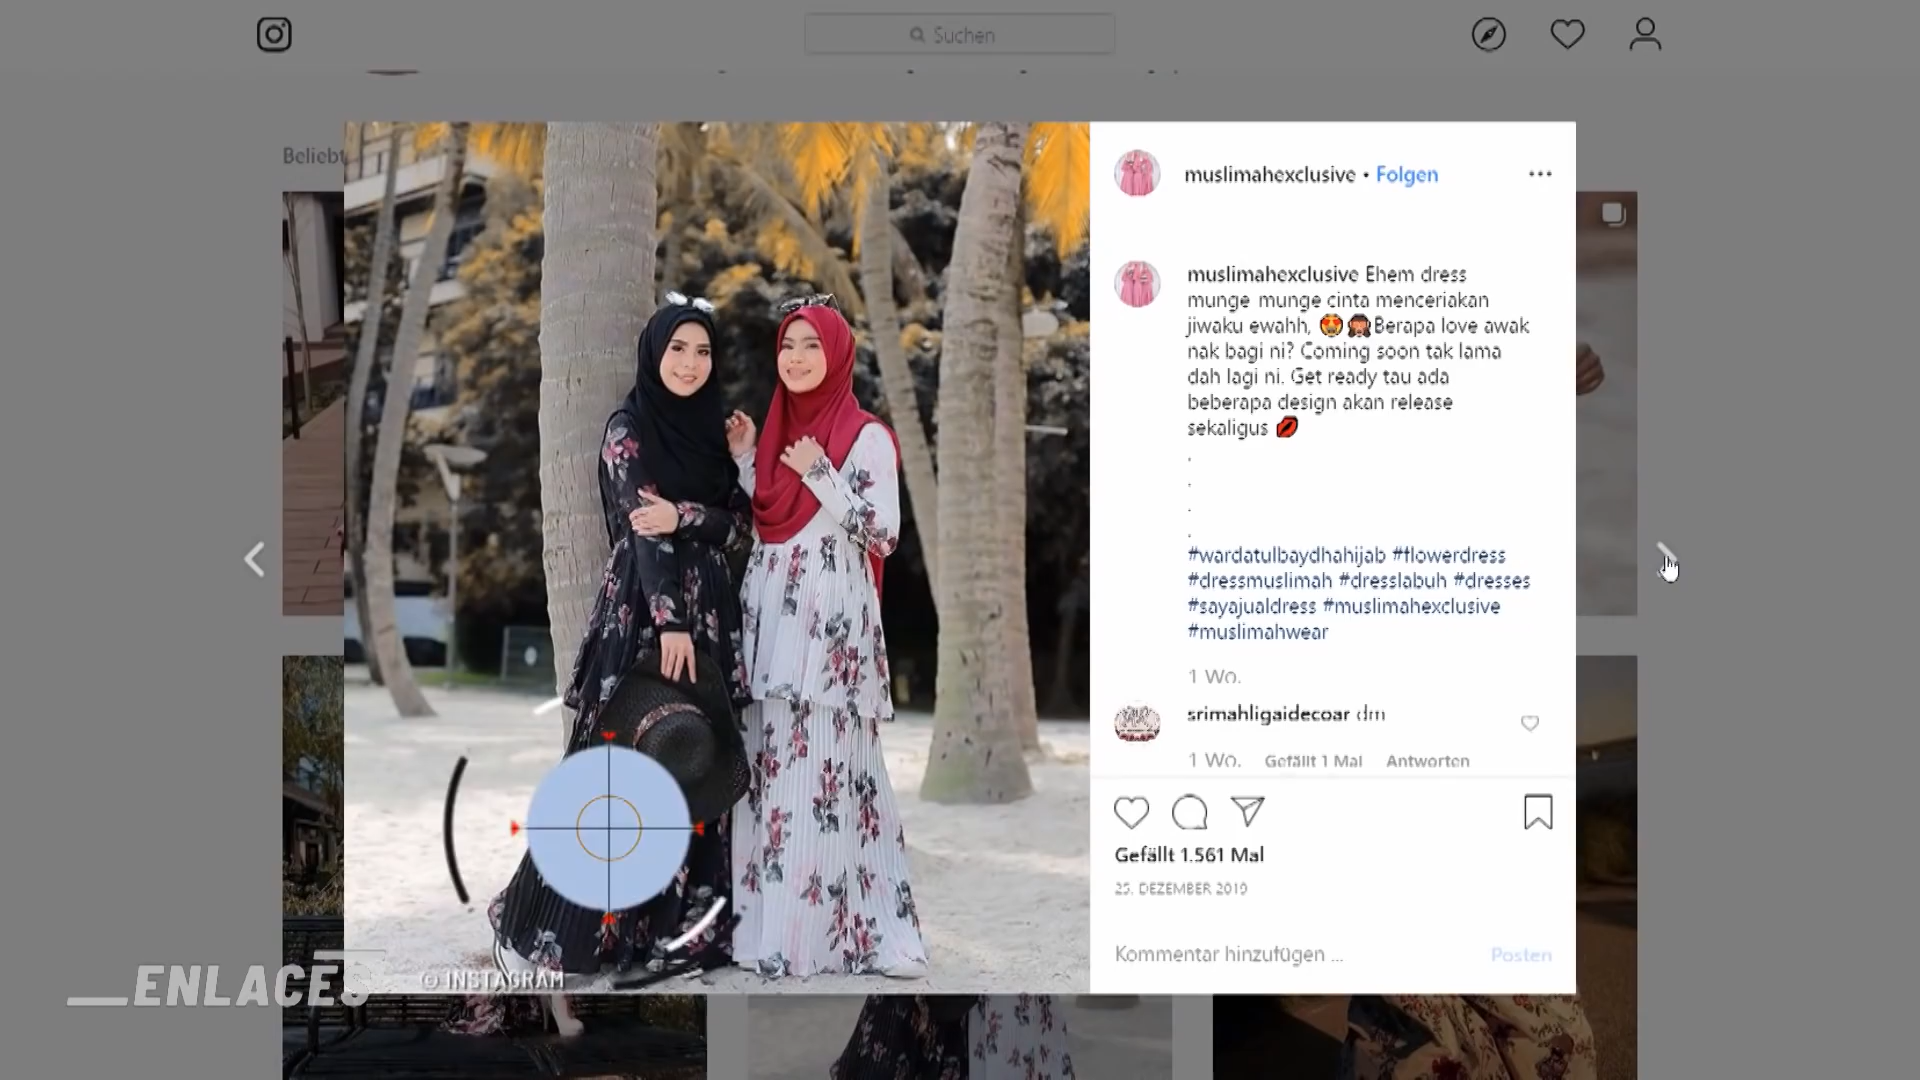 Suchen
Beliebt
muslimahexclusive • Folgen
muslimahexclusive Ehem dress
munge munge cinta menceriakan
jiwaku ewahh, 😍🙈Berapa love awak
nak bagi ni? Coming soon tak lama
dah lagi ni. Get ready tau ada
beberapa design akan release
sekaligus 💋
.
.
.
.
#wardatulbaydhahijab #flowerdress
#dressmuslimah #dresslabuh #dresses
#sayajualdress #muslimahexclusive
#muslimahwear
1 Wo.
srimahligaidecoar dm
1 Wo. Gefällt 1 Mal Antworten
Gefällt 1.561 Mal
25. DEZEMBER 2019
Kommentar hinzufügen ... Posten
ENLACES
© INSTAGRAM